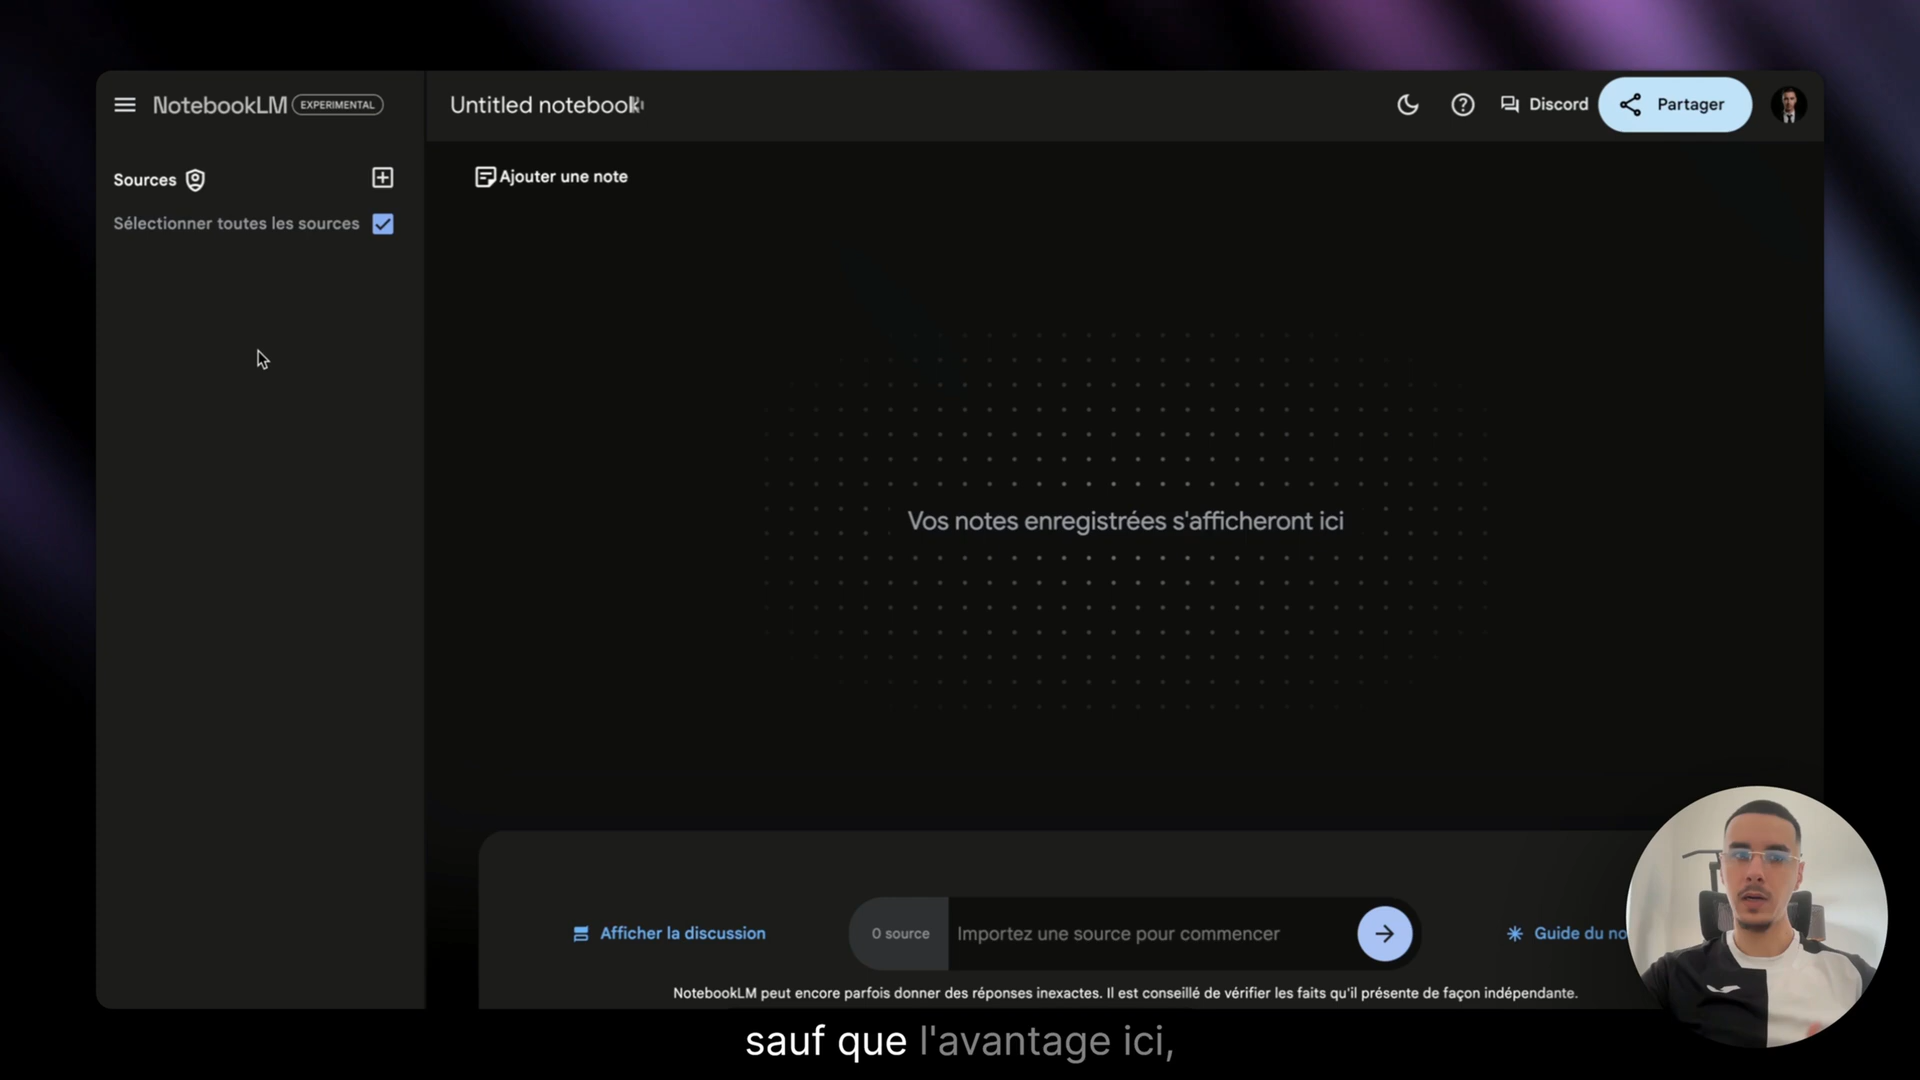 NotebookLM EXPERIMENTAL
Untitled notebook
Discord
Partager
Sources
Sélectionner toutes les sources
Ajouter une note
Vos notes enregistrées s'afficheront ici
Afficher la discussion
0 source
Importez une source pour commencer
Guide du no
NotebookLM peut encore parfois donner des réponses inexactes. Il est conseillé de vérifier les faits qu'il présente de façon indépendante.
sauf que l'avantage ici,